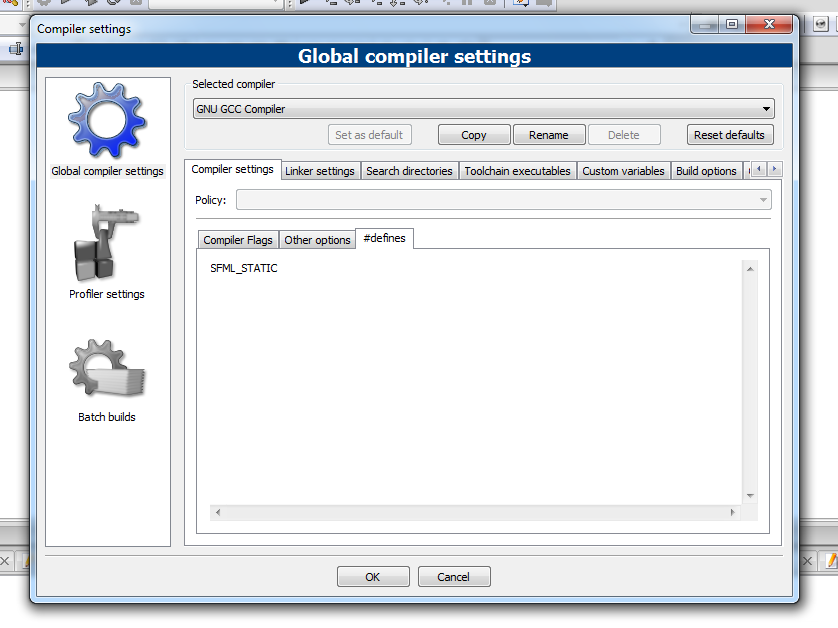 Compiler settings
Global compiler settings
Global compiler settings
Profiler settings
Batch builds
Selected compiler
GNU GCC Compiler
Set as default Copy Rename Delete Reset defaults
Compiler settings Linker settings Search directories Toolchain executables Custom variables Build options
Policy:
Compiler Flags Other options #defines
SFML_STATIC
OK Cancel